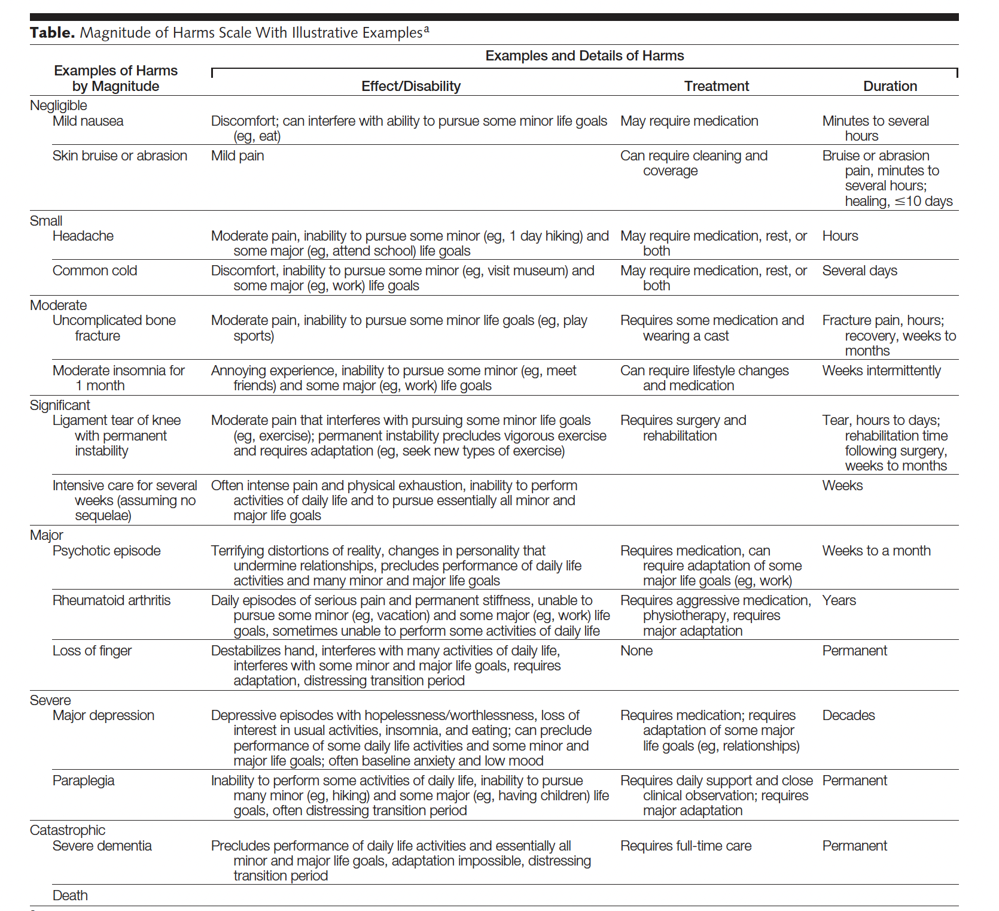 Table. Magnitude of Harms Scale With Illustrative Examplesa
Examples and Details of Harms
Examples of Harms
by Magnitude
Effect/Disability
Treatment
Duration
Negligible
Mild nausea
Discomfort; can interfere with ability to pursue some minor life goals
(eg, eat)
May require medication
Minutes to several
hours
Skin bruise or abrasion
Mild pain
Can require cleaning and
coverage
Bruise or abrasion
pain, minutes to
several hours;
healing, ≤10 days
Small
Headache
Moderate pain, inability to pursue some minor (eg, 1 day hiking) and
some major (eg, attend school) life goals
May require medication, rest, or
both
Hours
Common cold
Discomfort, inability to pursue some minor (eg, visit museum) and
some major (eg, work) life goals
May require medication, rest, or
both
Several days
Moderate
Uncomplicated bone
fracture
Moderate pain, inability to pursue some minor life goals (eg, play
sports)
Requires some medication and
wearing a cast
Fracture pain, hours;
recovery, weeks to
months
Moderate insomnia for
1 month
Annoying experience, inability to pursue some minor (eg, meet
friends) and some major (eg, work) life goals
Can require lifestyle changes
and medication
Weeks intermittently
Significant
Ligament tear of knee
with permanent
instability
Moderate pain that interferes with pursuing some minor life goals
(eg, exercise); permanent instability precludes vigorous exercise
and requires adaptation (eg, seek new types of exercise)
Requires surgery and
rehabilitation
Tear, hours to days;
rehabilitation time
following surgery,
weeks to months
Intensive care for several
weeks (assuming no
sequelae)
Often intense pain and physical exhaustion, inability to perform
activities of daily life and to pursue essentially all minor and
major life goals
Weeks
Major
Psychotic episode
Terrifying distortions of reality, changes in personality that
undermine relationships, precludes performance of daily life
activities and many minor and major life goals
Requires medication, can
require adaptation of some
major life goals (eg, work)
Weeks to a month
Rheumatoid arthritis
Daily episodes of serious pain and permanent stiffness, unable to
pursue some minor (eg, vacation) and some major (eg, work) life
goals, sometimes unable to perform some activities of daily life
Requires aggressive medication,
physiotherapy, requires
major adaptation
Years
Loss of finger
Destabilizes hand, interferes with many activities of daily life,
interferes with some minor and major life goals, requires
adaptation, distressing transition period
None
Permanent
Severe
Major depression
Depressive episodes with hopelessness/worthlessness, loss of
interest in usual activities, insomnia, and eating; can preclude
performance of some daily life activities and some minor and
major life goals; often baseline anxiety and low mood
Requires medication; requires
adaptation of some major
life goals (eg, relationships)
Decades
Paraplegia
Inability to perform some activities of daily life, inability to pursue
many minor (eg, hiking) and some major (eg, having children) life
goals, often distressing transition period
Requires daily support and close
clinical observation; requires
major adaptation
Permanent
Catastrophic
Severe dementia
Precludes performance of daily life activities and essentially all
minor and major life goals, adaptation impossible, distressing
transition period
Requires full-time care
Permanent
Death